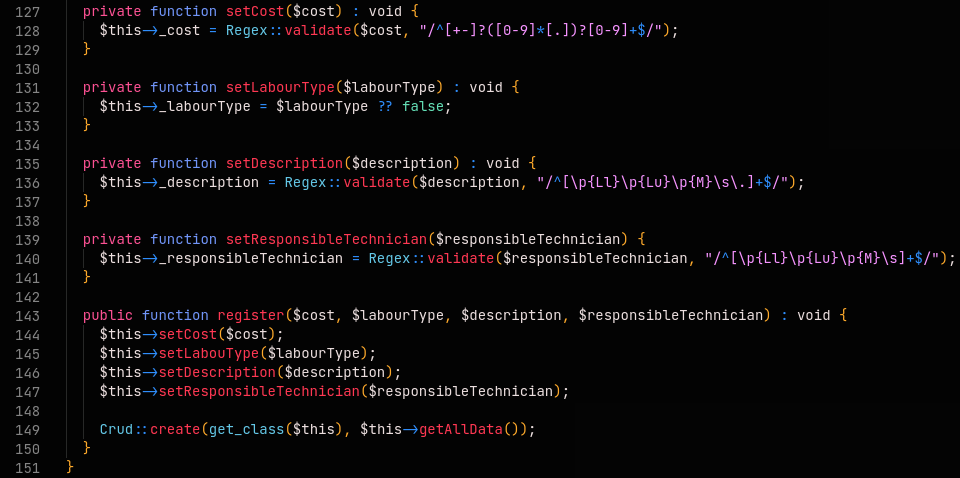 127 private function setCost($cost) : void {
128 $this->_cost = Regex::validate($cost, "/^[+-]?([0-9]*[.])?[0-9]+$/");
129 }
130
131 private function setLabourType($labourType) : void {
132 $this->_labourType = $labourType ?? false;
133 }
134
135 private function setDescription($description) : void {
136 $this->_description = Regex::validate($description, "/^[\p{Ll}\p{Lu}\p{M}\s\.]+$/");
137 }
138
139 private function setResponsibleTechnician($responsibleTechnician) {
140 $this->_responsibleTechnician = Regex::validate($responsibleTechnician, "/^[\p{Ll}\p{Lu}\p{M}\s]+$/");
141 }
142
143 public function register($cost, $labourType, $description, $responsibleTechnician) : void {
144 $this->setCost($cost);
145 $this->setLabouType($labourType);
146 $this->setDescription($description);
147 $this->setResponsibleTechnician($responsibleTechnician);
148
149 Crud::create(get_class($this), $this->getAllData());
150 }
151 }